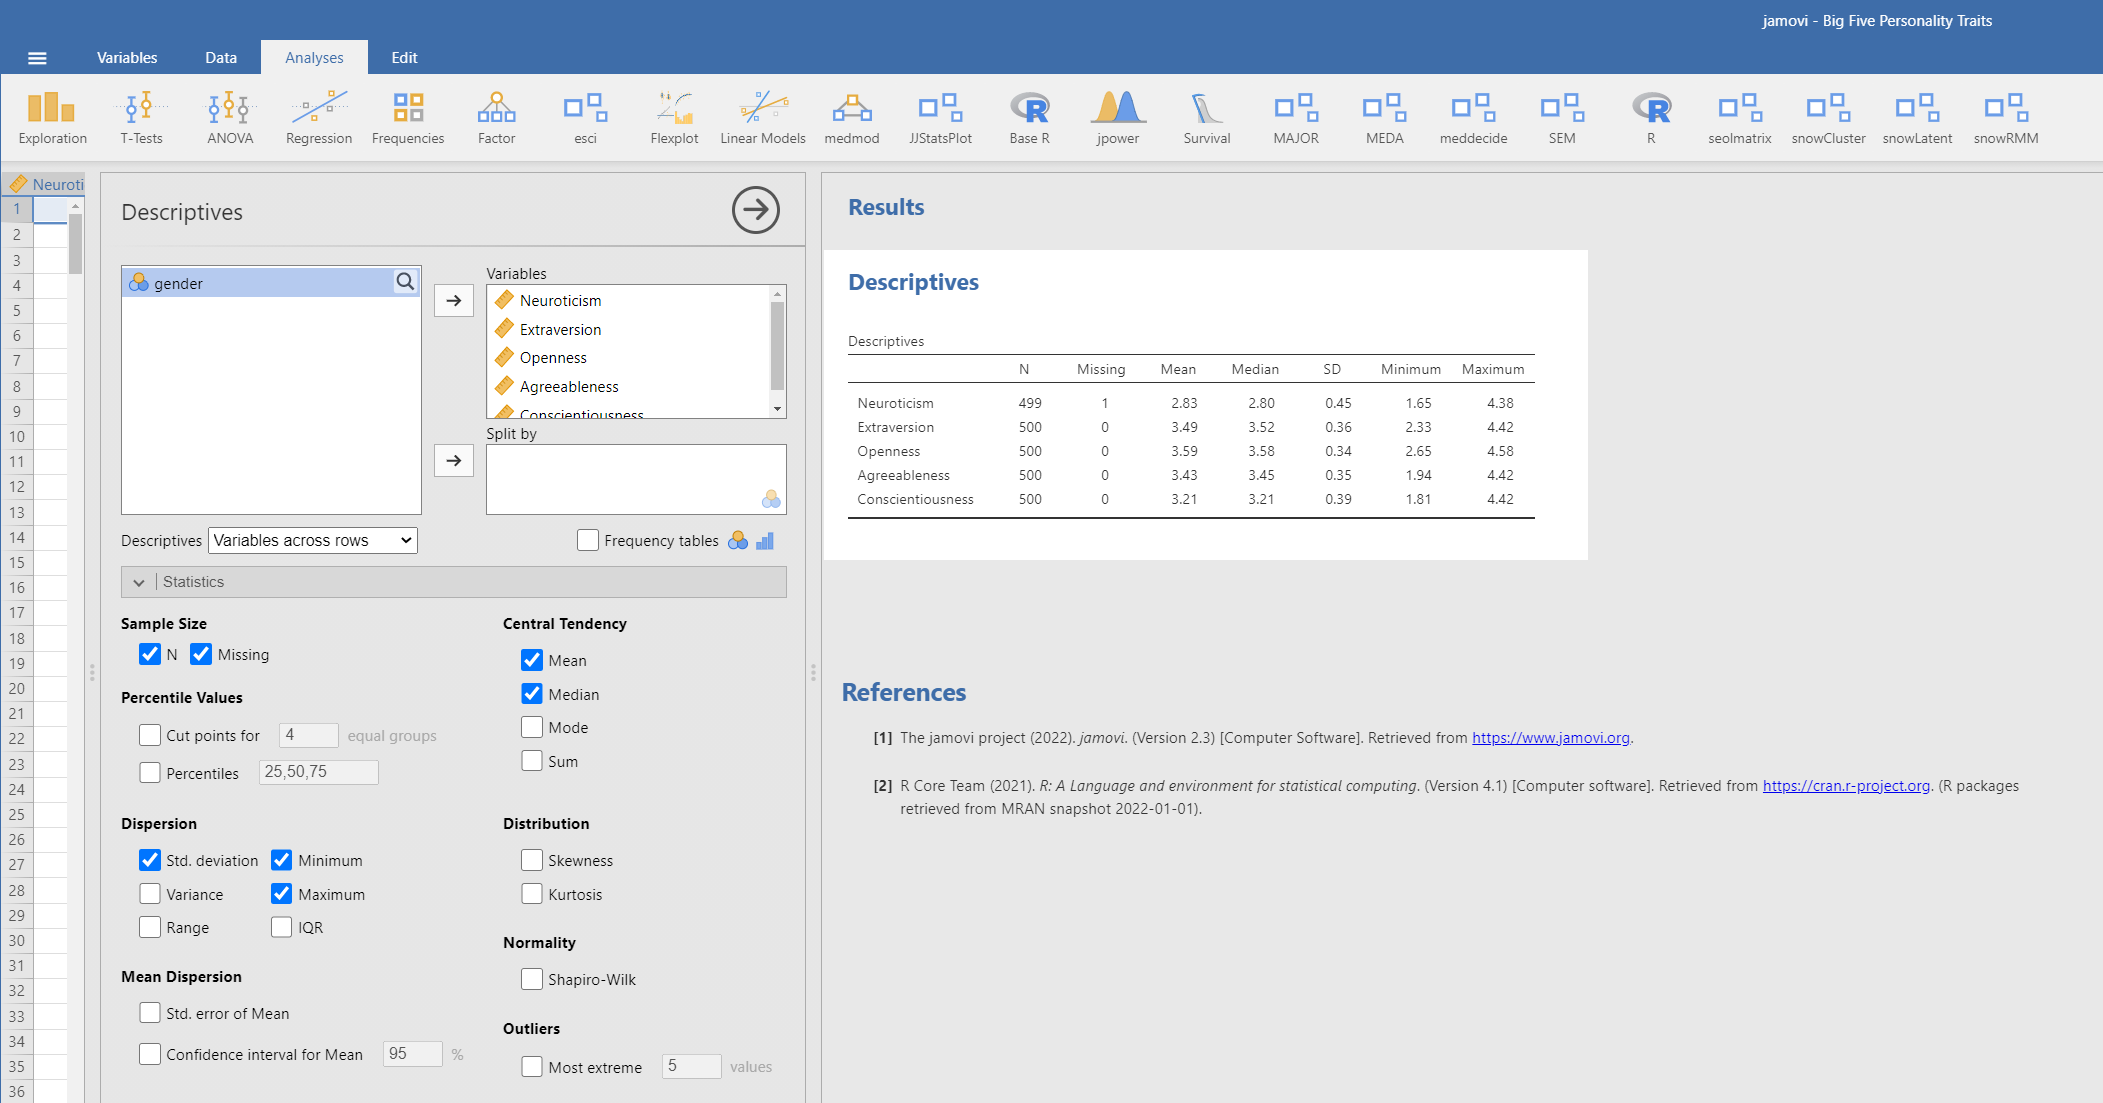 jamovi - Big Five Personality Traits
Variables Data Analyses Edit
Exploration T-Tests ANOVA Regression Frequencies Factor esci Flexplot Linear Models medmod JJStatsPlot Base R jpower Survival MAJOR MEDA meddecide SEM R seolmatrix snowCluster snowLatent snowRMM
Neuroti
1
2
3
4
5
6
7
8
9
10
11
12
13
14
15
16
17
18
19
20
21
22
23
24
25
26
27
28
29
30
31
32
33
34
35
36
Descriptives
gender
Variables
Neuroticism
Extraversion
Openness
Agreeableness
Conscientiousness
Split by
Descriptives Variables across rows Frequency tables
Statistics
Sample Size
N Missing
Percentile Values
Cut points for 4 equal groups
Percentiles 25,50,75
Dispersion
Std. deviation Minimum
Variance Maximum
Range IQR
Mean Dispersion
Std. error of Mean
Confidence interval for Mean 95 %
Central Tendency
Mean
Median
Mode
Sum
Distribution
Skewness
Kurtosis
Normality
Shapiro-Wilk
Outliers
Most extreme 5 values
Results
Descriptives
Descriptives
N Missing Mean Median SD Minimum Maximum
Neuroticism 499 1 2.83 2.80 0.45 1.65 4.38
Extraversion 500 0 3.49 3.52 0.36 2.33 4.42
Openness 500 0 3.59 3.58 0.34 2.65 4.58
Agreeableness 500 0 3.43 3.45 0.35 1.94 4.42
Conscientiousness 500 0 3.21 3.21 0.39 1.81 4.42
References
[1] The jamovi project (2022). jamovi. (Version 2.3) [Computer Software]. Retrieved from https://www.jamovi.org.
[2] R Core Team (2021). R: A Language and environment for statistical computing. (Version 4.1) [Computer software]. Retrieved from https://cran.r-project.org. (R packages
retrieved from MRAN snapshot 2022-01-01).